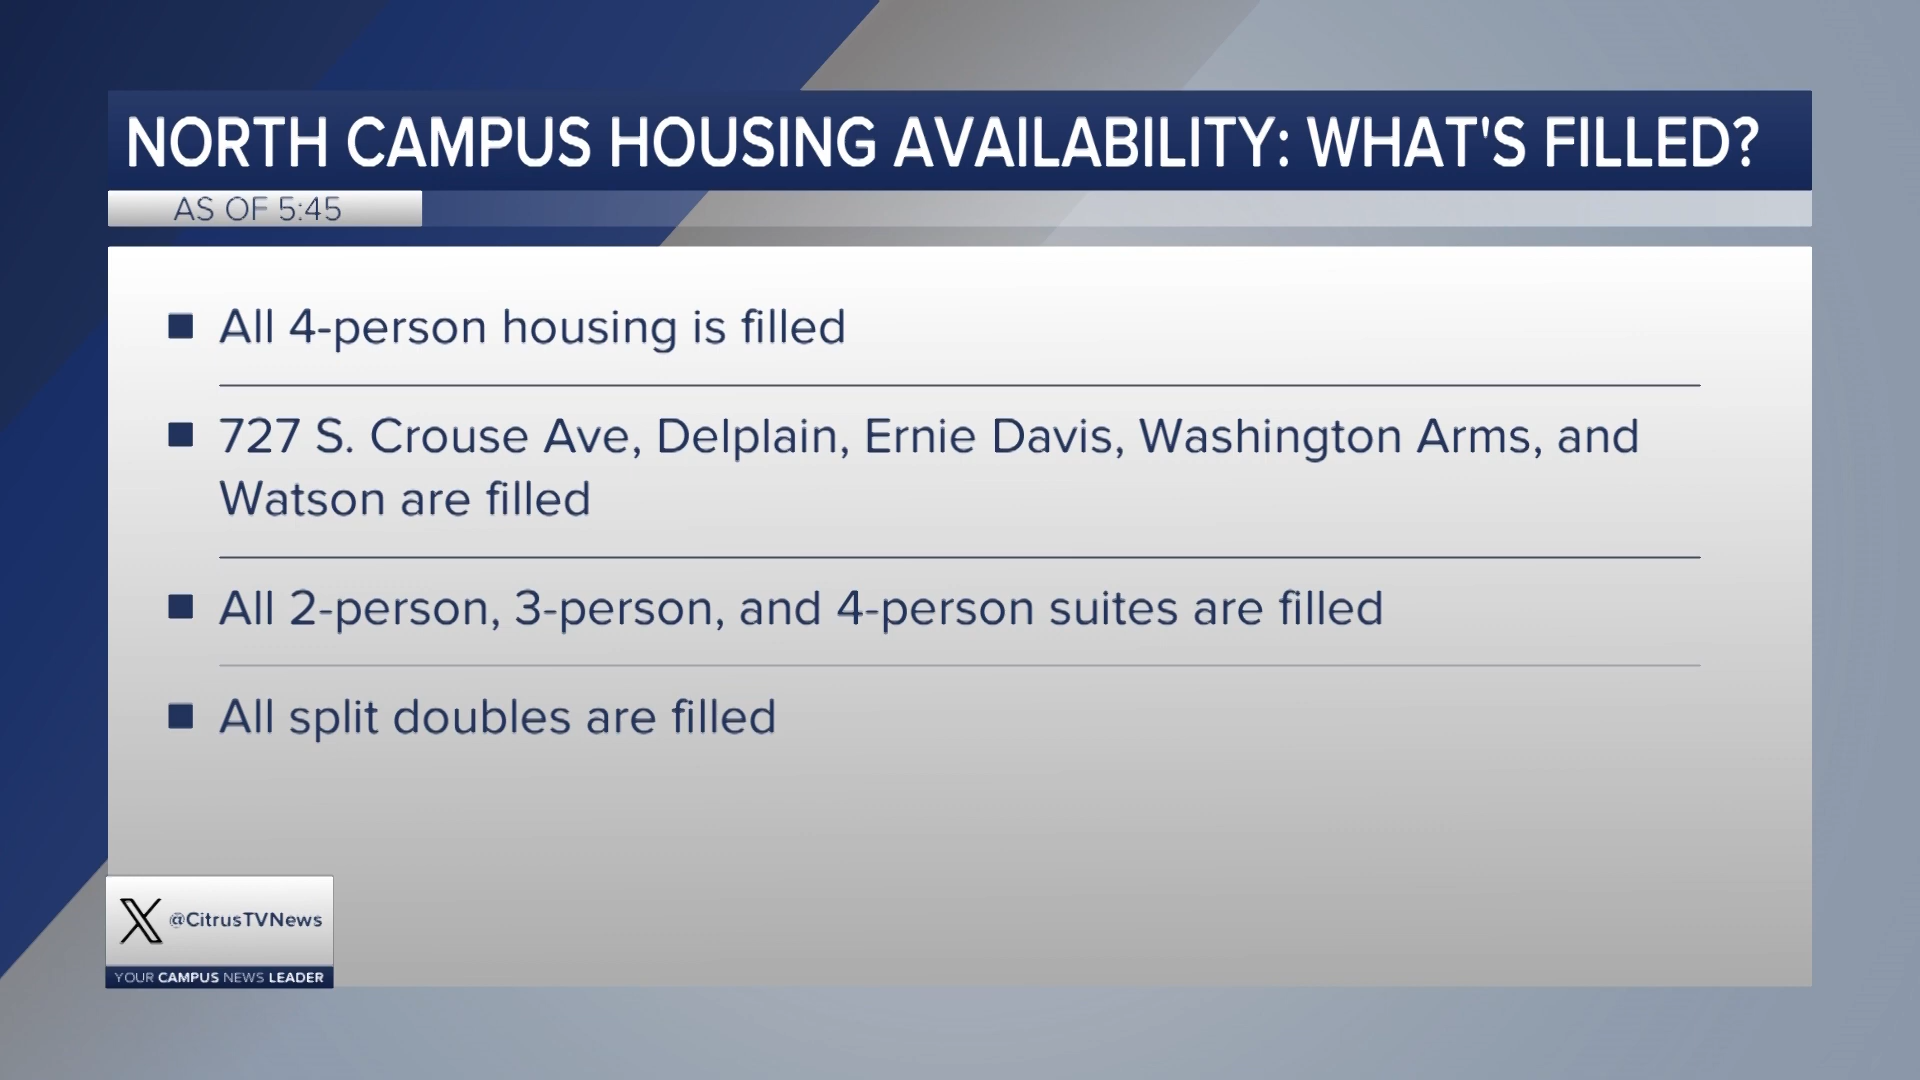 NORTH CAMPUS HOUSING AVAILABILITY: WHAT'S FILLED?
AS OF 5:45
All 4-person housing is filled
727 S. Crouse Ave, Delplain, Ernie Davis, Washington Arms, and
Watson are filled
All 2-person, 3-person, and 4-person suites are filled
All split doubles are filled
@CitrusTVNews
YOUR CAMPUS NEWS LEADER